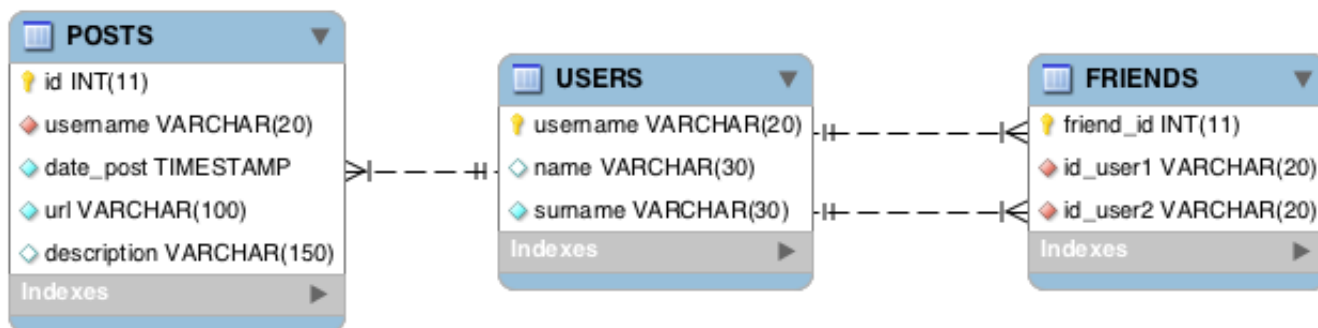 POSTS
id INT(11)
username VARCHAR(20)
date_post TIMESTAMP
url VARCHAR(100)
description VARCHAR(150)
Indexes
USERS
username VARCHAR(20)
name VARCHAR(30)
surname VARCHAR(30)
Indexes
FRIENDS
friend_id INT(11)
id_user1 VARCHAR(20)
id_user2 VARCHAR(20)
Indexes